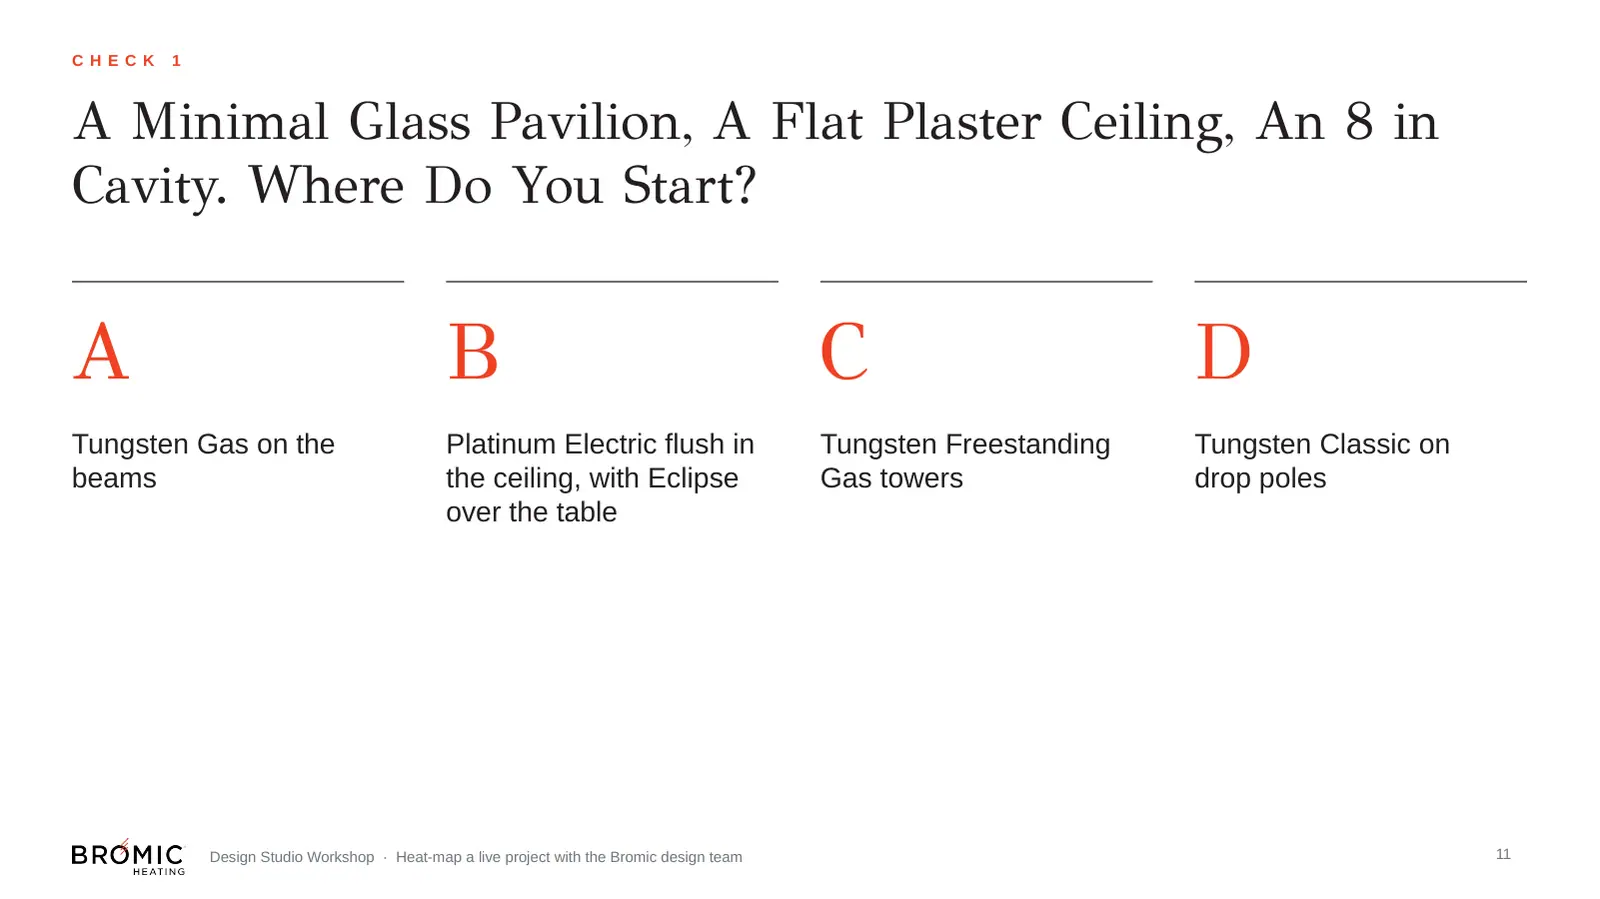 CHECK 1
A Minimal Glass Pavilion, A Flat Plaster Ceiling, An 8 in
Cavity. Where Do You Start?
A
Tungsten Gas on the
beams
B
Platinum Electric flush in
the ceiling, with Eclipse
over the table
C
Tungsten Freestanding
Gas towers
D
Tungsten Classic on
drop poles
BROMIC
HEATING
Design Studio Workshop · Heat-map a live project with the Bromic design team
11